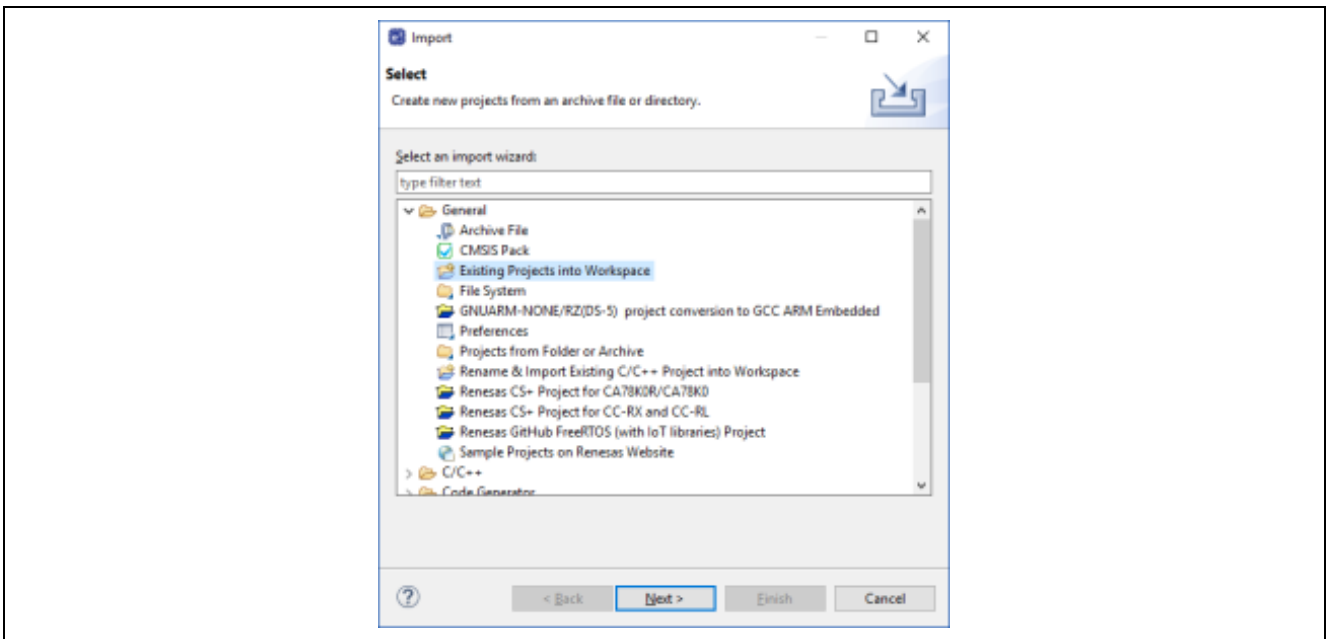 Import
Select
Create new projects from an archive file or directory.
Select an import wizard:
type filter text
General
Archive File
CMSIS Pack
Existing Projects into Workspace
File System
GNUARM-NONE/RZ(DS-5) project conversion to GCC ARM Embedded
Preferences
Projects from Folder or Archive
Rename & Import Existing C/C++ Project into Workspace
Renesas CS+ Project for CA78K0R/CA78K0
Renesas CS+ Project for CC-RX and CC-RL
Renesas GitHub FreeRTOS (with IoT libraries) Project
Sample Projects on Renesas Website
C/C++
Code Generator
< Back Next > Finish Cancel